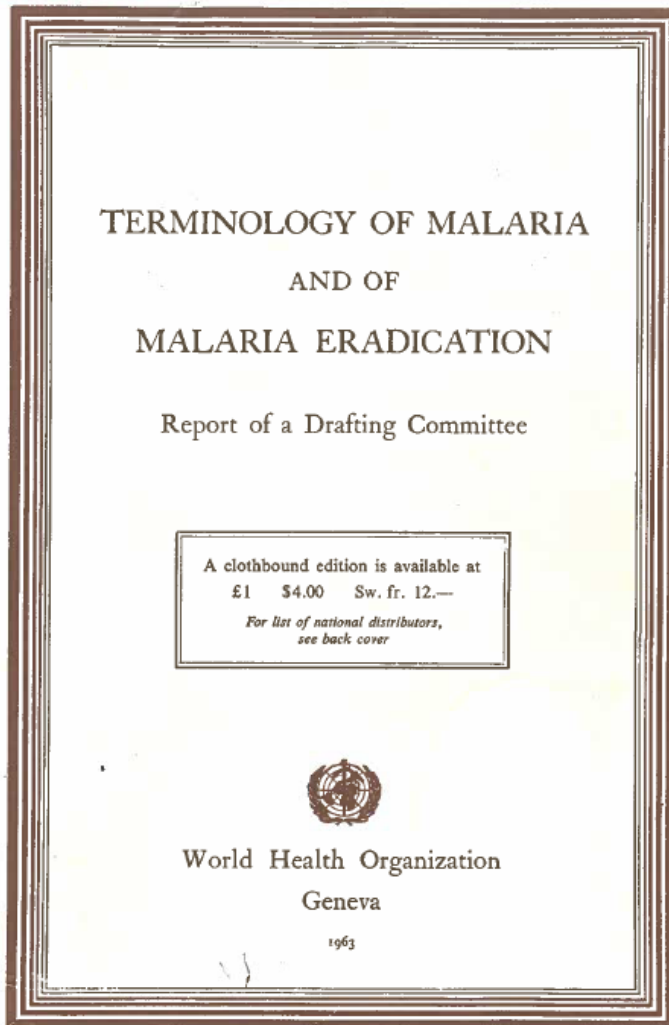 TERMINOLOGY OF MALARIA
AND OF
MALARIA ERADICATION
Report of a Drafting Committee
A clothbound edition is available at
£1 $4.00 Sw. fr. 12.—
For list of national distributors,
see back cover
World Health Organization
Geneva
1963